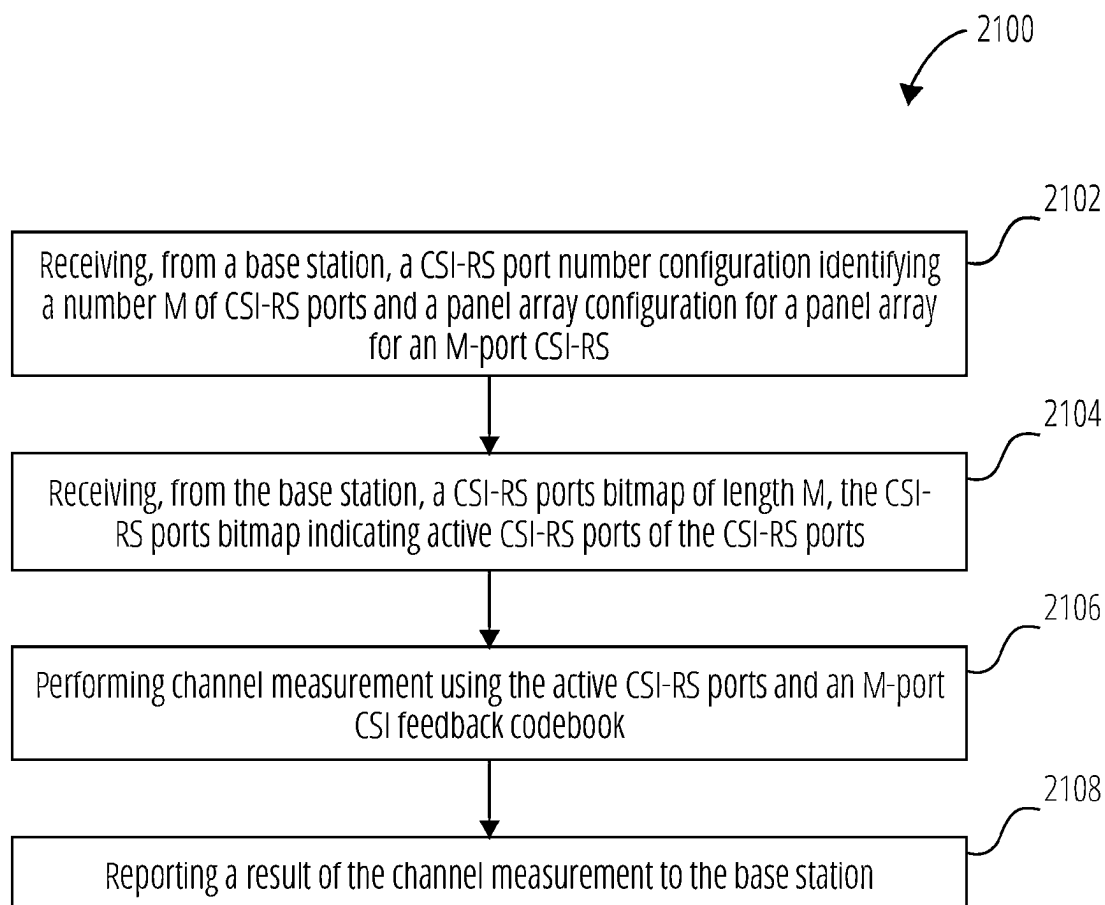 2100
2102
Receiving, from a base station, a CSI-RS port number configuration identifying
a number M of CSI-RS ports and a panel array configuration for a panel array
for an M-port CSI-RS
2104
Receiving, from the base station, a CSI-RS ports bitmap of length M, the CSI-
RS ports bitmap indicating active CSI-RS ports of the CSI-RS ports
2106
Performing channel measurement using the active CSI-RS ports and an M-port
CSI feedback codebook
2108
Reporting a result of the channel measurement to the base station